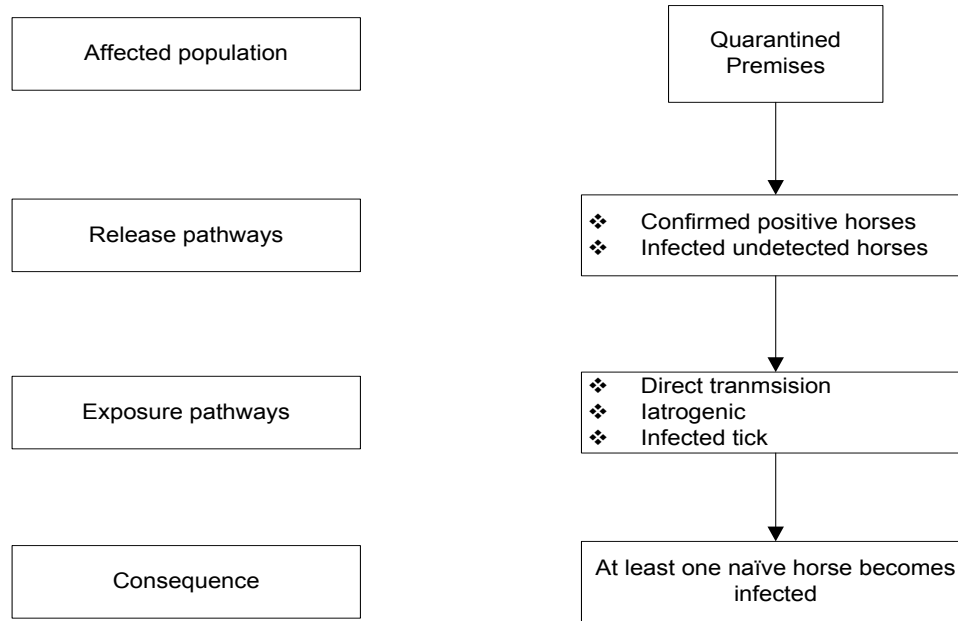 Affected population
Quarantined
Premises
Release pathways
❖ Confirmed positive horses
❖ Infected undetected horses
Exposure pathways
❖ Direct tranmsision
❖ Iatrogenic
❖ Infected tick
Consequence
At least one naïve horse becomes
infected